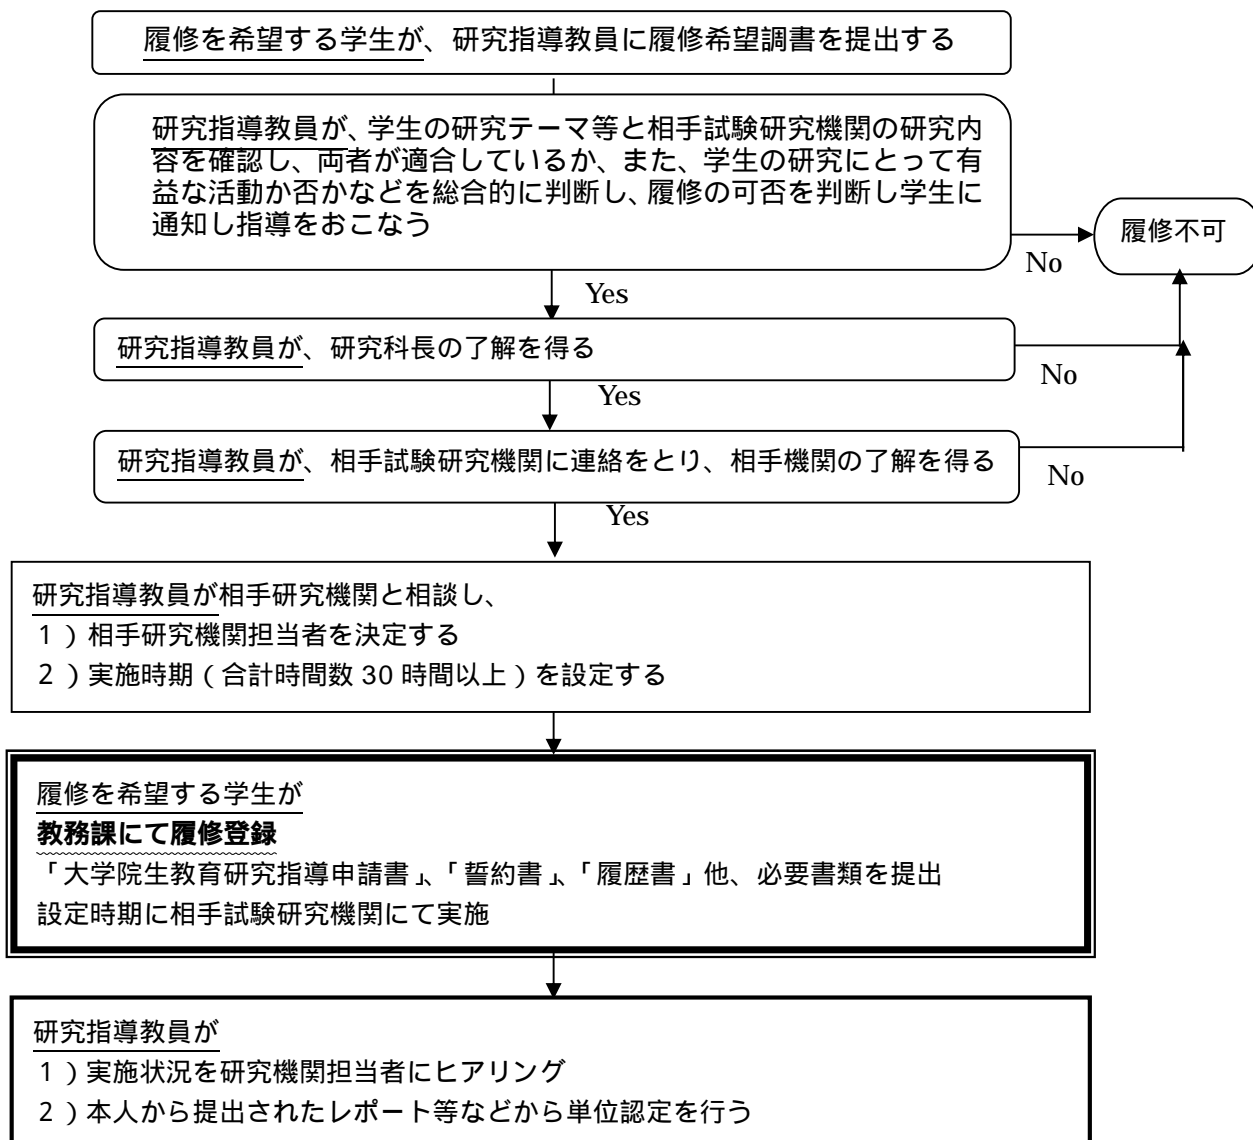 履修を希望する学生が、研究指導教員に履修希望調書を提出する
研究指導教員が、学生の研究テーマ等と相手試験研究機関の研究内
容を確認し、両者が適合しているか、また、学生の研究にとって有
益な活動か否かなどを総合的に判断し、履修の可否を判断し学生に
通知し指導をおこなう
履修不可
No
Yes
研究指導教員が、研究科長の了解を得る
No
Yes
研究指導教員が、相手試験研究機関に連絡をとり、相手機関の了解を得る
No
Yes
研究指導教員が相手研究機関と相談し、
1）相手研究機関担当者を決定する
2）実施時期（合計時間数 30 時間以上）を設定する
履修を希望する学生が
教務課にて履修登録
「大学院生教育研究指導申請書」、「誓約書」、「履歴書」他、必要書類を提出
設定時期に相手試験研究機関にて実施
研究指導教員が
1）実施状況を研究機関担当者にヒアリング
2）本人から提出されたレポート等などから単位認定を行う